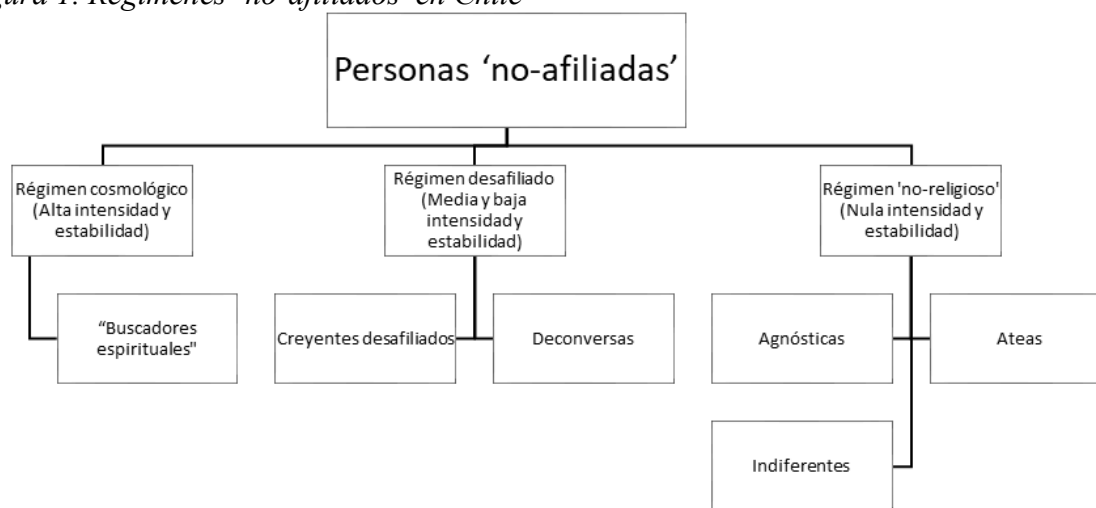 gura 1. Regímenes 'no-afiliados' en Chile
Personas ‘no-afiliadas’
Régimen cosmológico
(Alta intensidad y
estabilidad)
Régimen desafiliado
(Media y baja
intensidad y
estabilidad)
Régimen 'no-religioso'
(Nula intensidad y
estabilidad)
“Buscadores
espirituales"
Creyentes desafiliados
Deconversas
Agnósticas
Ateas
Indiferentes